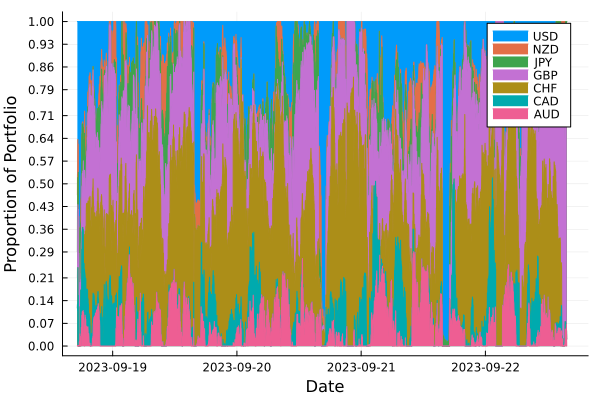 1.00
0.93
0.86
0.79
0.71
0.64
0.57
0.50
0.43
0.36
0.29
0.21
0.14
0.07
0.00
Proportion of Portfolio
USD
NZD
JPY
GBP
CHF
CAD
AUD
2023-09-19
2023-09-20
2023-09-21
2023-09-22
Date